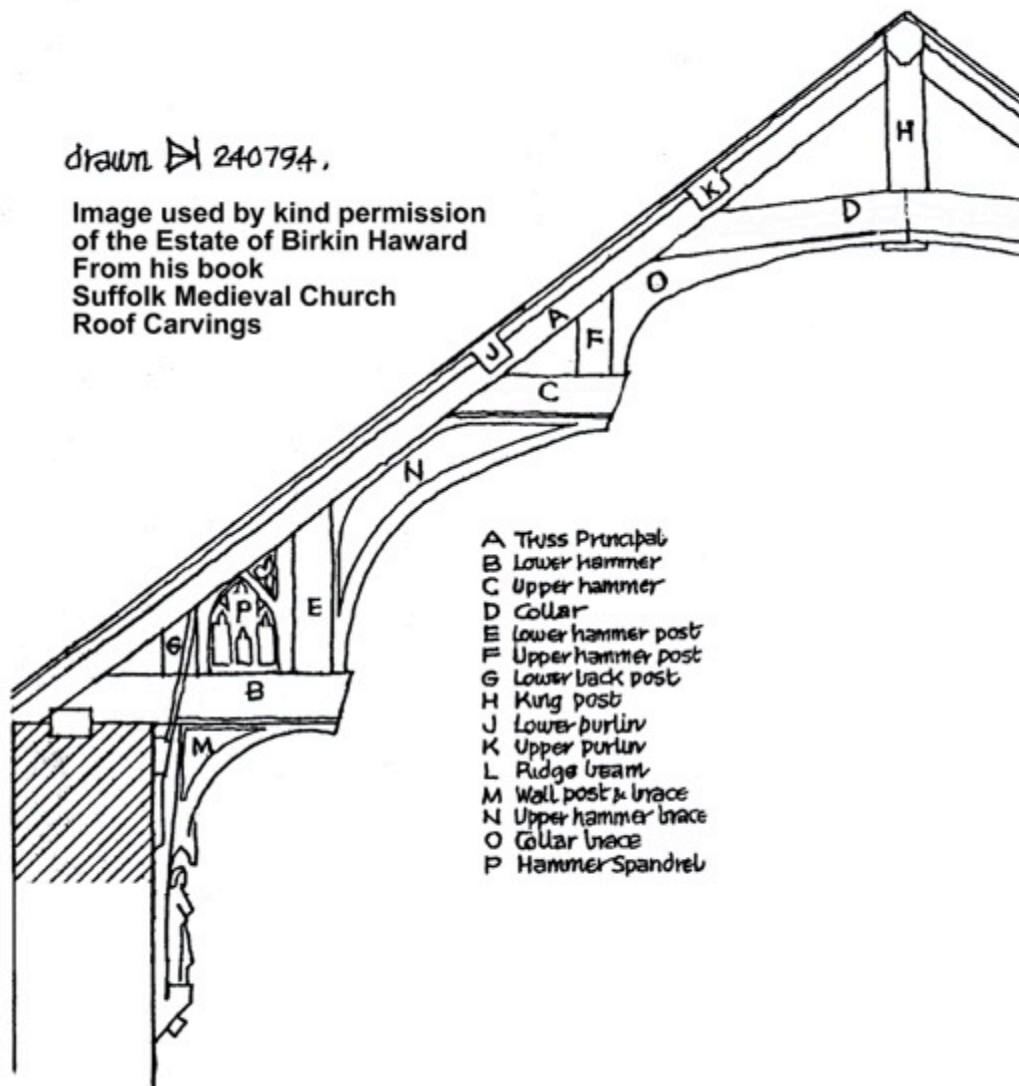 drawn 240794.
Image used by kind permission
of the Estate of Birkin Haward
From his book
Suffolk Medieval Church
Roof Carvings
H
K
D
O
A
F
J
C
N
P
E
G
B
M
A Truss Principal
B Lower hammer
C Upper hammer
D Collar
E Lower hammer post
F Upper hammer post
G Lower back post
H King post
J Lower purlin
K Upper purlin
L Ridge beam
M Wall post & brace
N Upper hammer brace
O Collar brace
P Hammer Spandrel